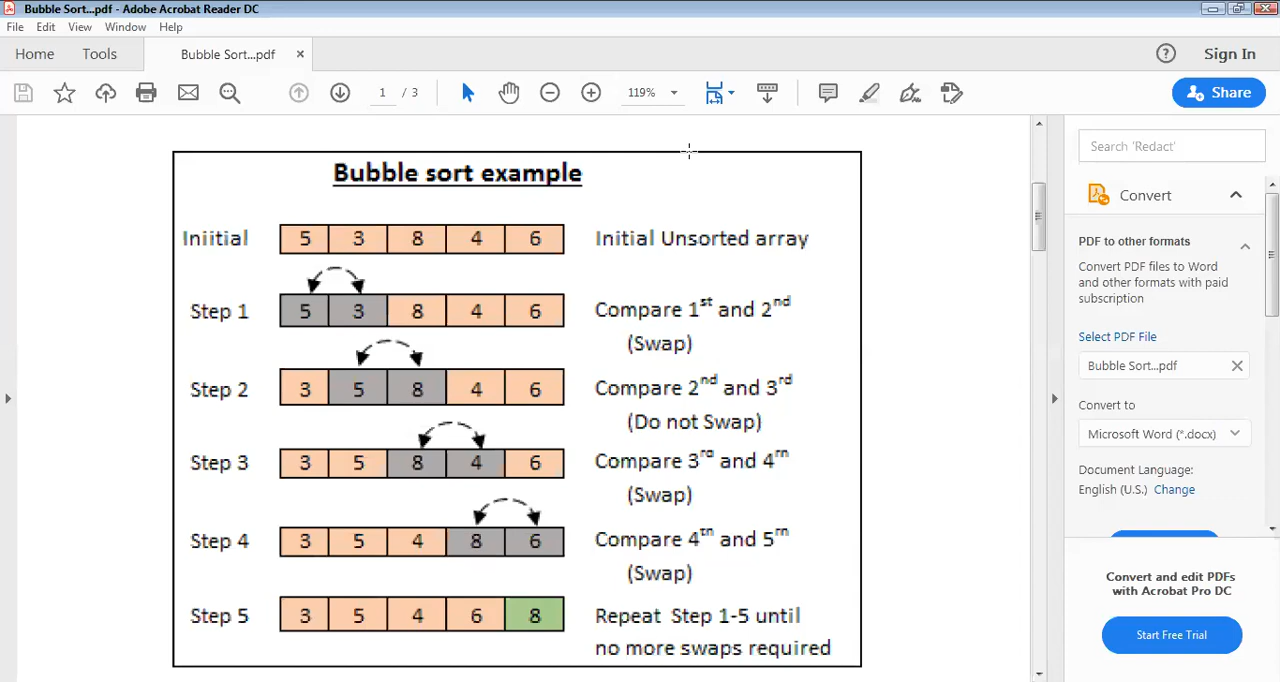 Bubble Sort...pdf - Adobe Acrobat Reader DC
File Edit View Window Help
Home Tools Bubble Sort...pdf × Sign In
1 / 3 119% Share
Bubble sort example
Iniitial 5 3 8 4 6 Initial Unsorted array
Step 1 5 3 8 4 6 Compare 1st and 2nd
(Swap)
Step 2 3 5 8 4 6 Compare 2nd and 3rd
(Do not Swap)
Step 3 3 5 8 4 6 Compare 3rd and 4th
(Swap)
Step 4 3 5 4 8 6 Compare 4th and 5th
(Swap)
Step 5 3 5 4 6 8 Repeat Step 1-5 until
no more swaps required
Search 'Redact'
Convert
PDF to other formats
Convert PDF files to Word
and other formats with paid
subscription
Select PDF File
Bubble Sort...pdf
Convert to
Microsoft Word (*.docx)
Document Language:
English (U.S.) Change
Convert and edit PDFs
with Acrobat Pro DC
Start Free Trial